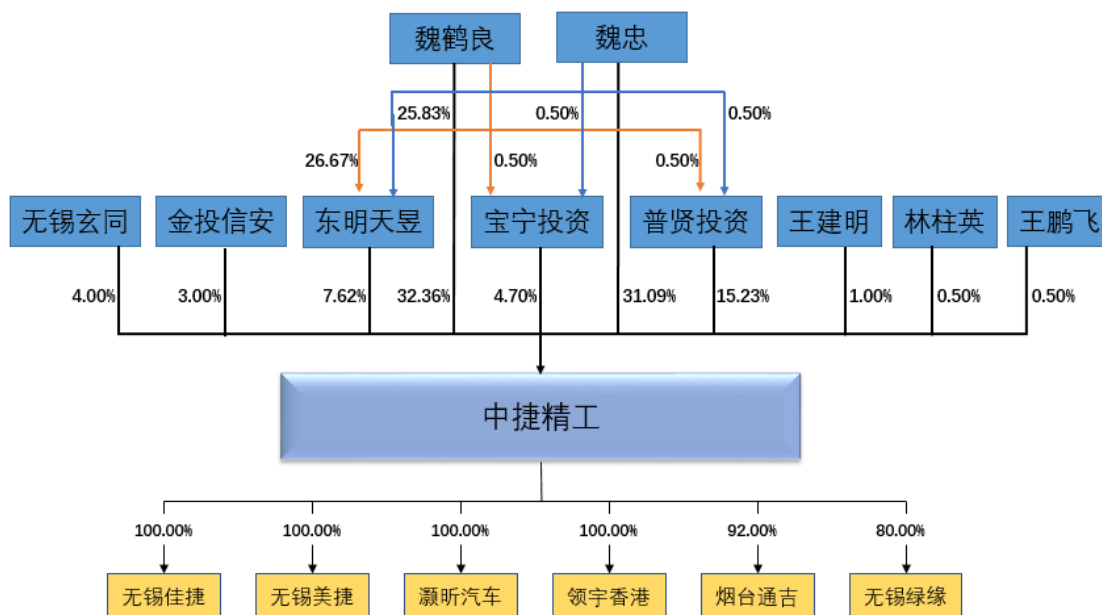 魏鹤良
魏忠
25.83%
0.50%
0.50%
26.67%
0.50%
0.50%
无锡玄同
金投信安
东明天昱
宝宁投资
普贤投资
王建明
林柱英
王鹏飞
4.00%
3.00%
7.62%
32.36%
4.70%
31.09%
15.23%
1.00%
0.50%
0.50%
中捷精工
100.00%
100.00%
100.00%
100.00%
92.00%
80.00%
无锡佳捷
无锡美捷
灏昕汽车
领宇香港
烟台通吉
无锡绿缘